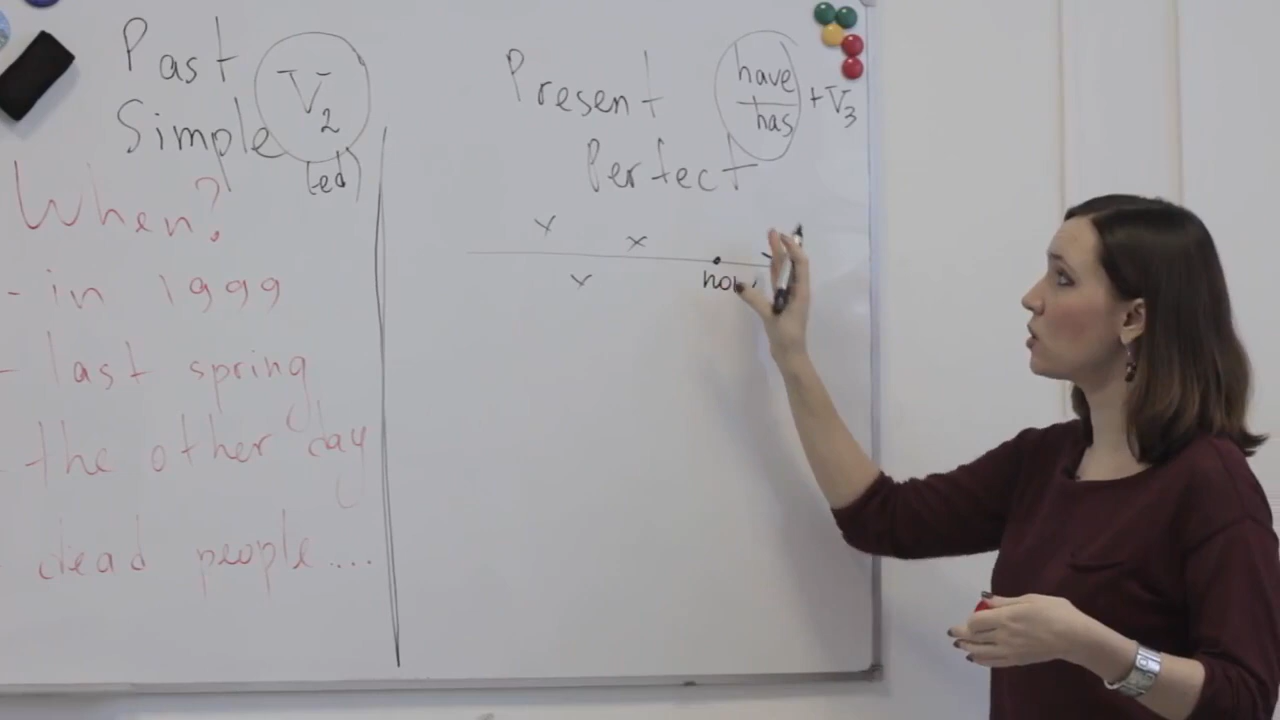 Past
Simple
V2
(ed)
When?
- in 1999
- last spring
- the other day
- dead people....
Present
Perfect
have
has
+ V3
x
x
x